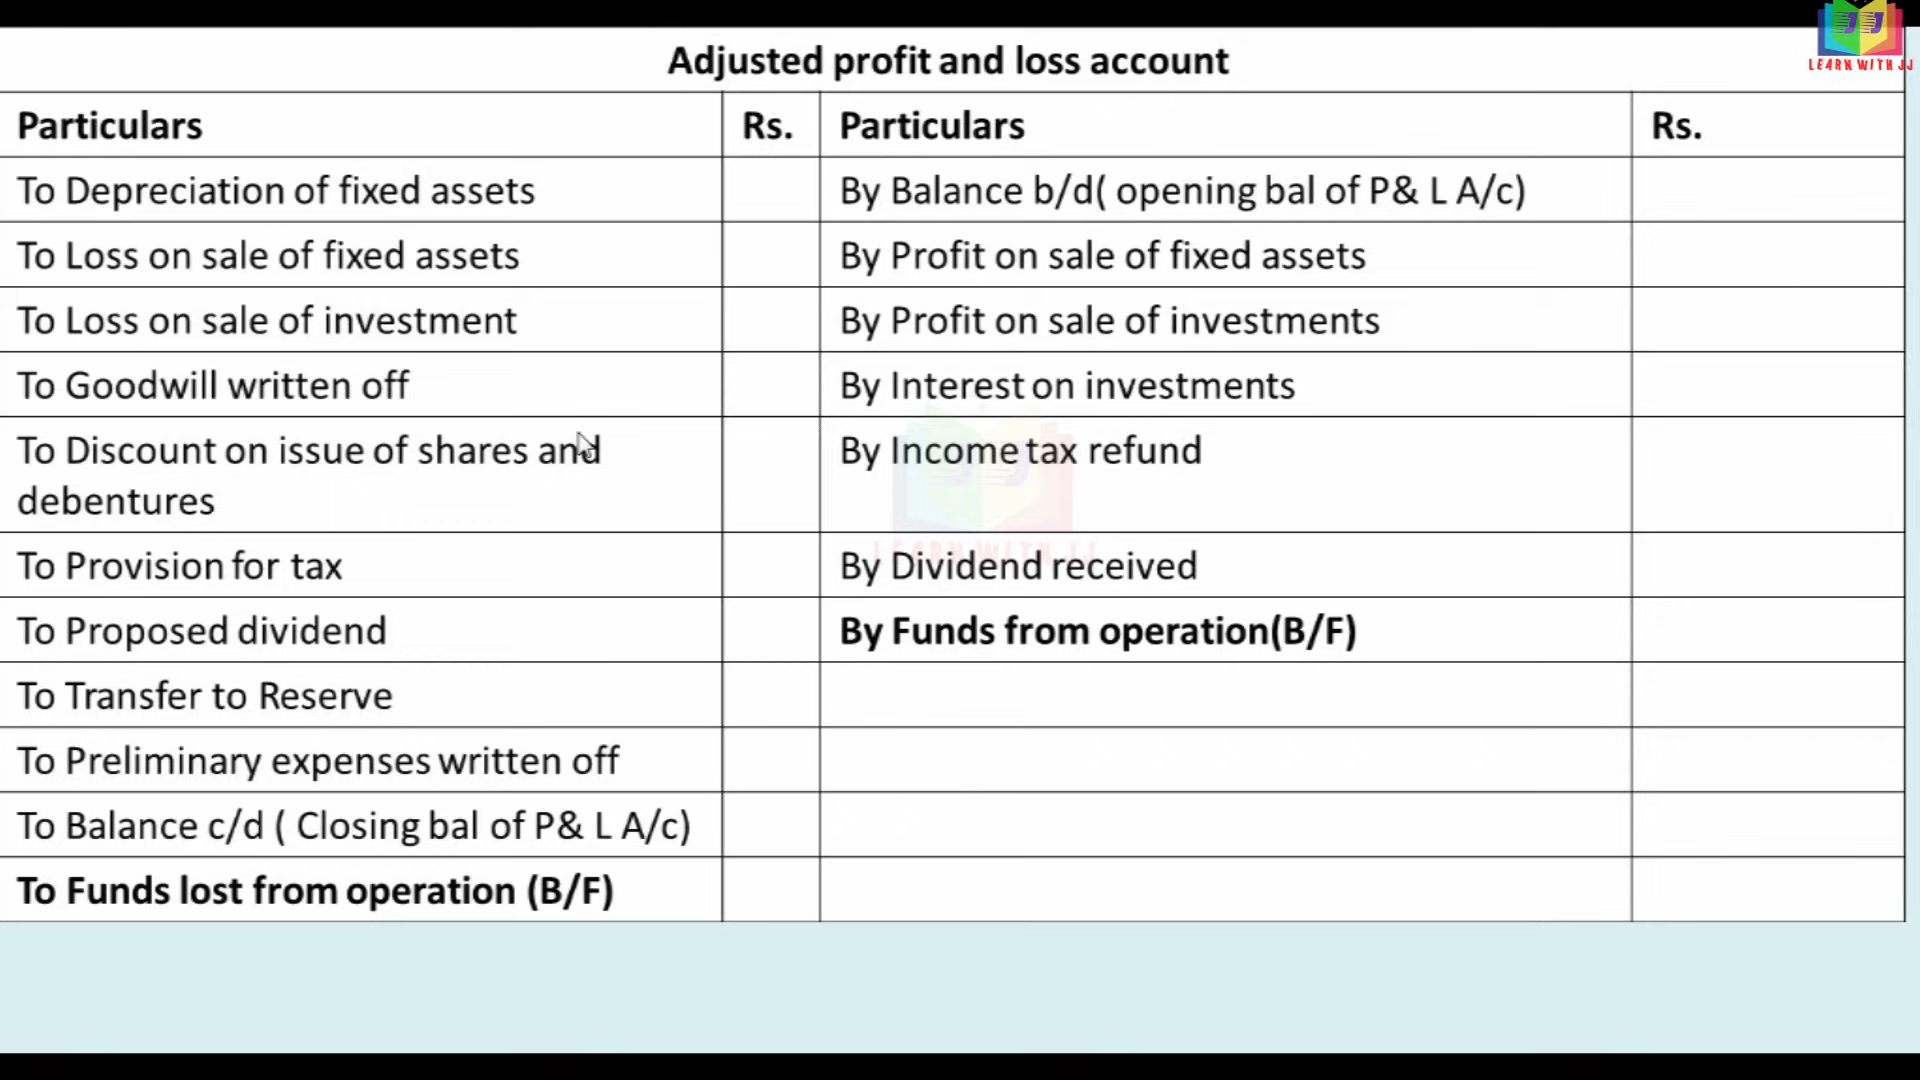 LEARN WITH JJ
Adjusted profit and loss account
Particulars Rs. Particulars Rs.
To Depreciation of fixed assets By Balance b/d( opening bal of P& L A/c)
To Loss on sale of fixed assets By Profit on sale of fixed assets
To Loss on sale of investment By Profit on sale of investments
To Goodwill written off By Interest on investments
To Discount on issue of shares and By Income tax refund
debentures
LEARN WITH JJ
To Provision for tax By Dividend received
To Proposed dividend By Funds from operation(B/F)
To Transfer to Reserve
To Preliminary expenses written off
To Balance c/d ( Closing bal of P& L A/c)
To Funds lost from operation (B/F)